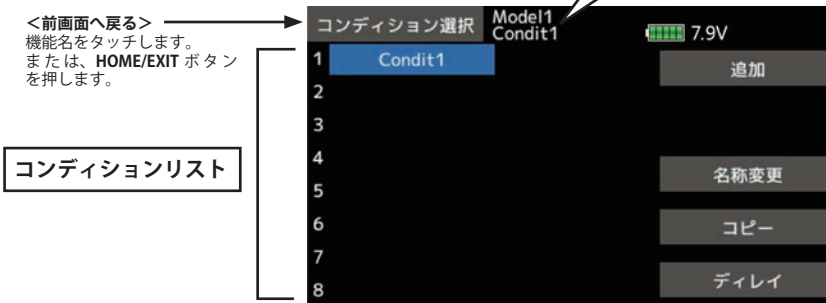 <前画面へ戻る>
機能名をタッチします。
または、HOME/EXIT ボタン
を押します。
コンディションリスト
コンディション選択
Model1
Condit1
7.9V
1 Condit1
2
3
4
5
6
7
8
追加
名称変更
コピー
ディレイ